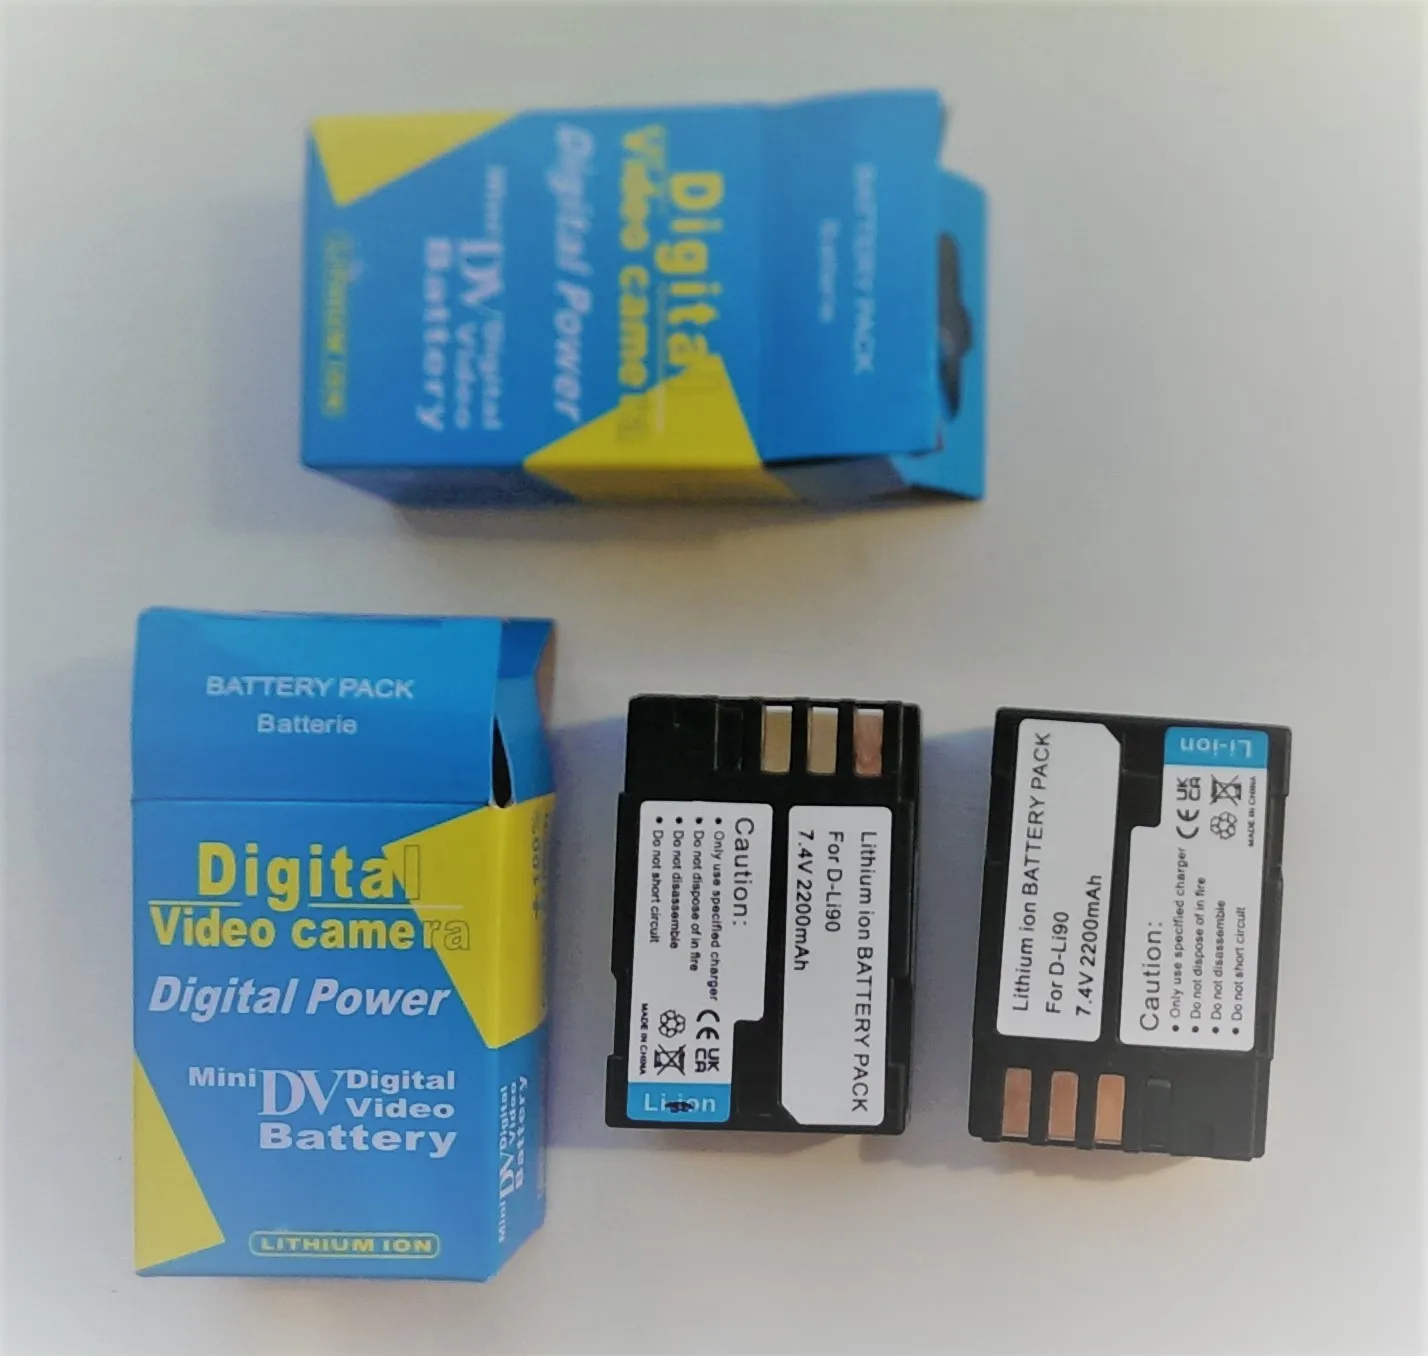 BATTERY PACK
Batterie
Digital
Video camera
Digital Power
Mini DV Digital
Video
Battery
BATTERY PACK
Batterie
Digital
Video camera
Digital Power
Mini DV Digital
Video
Battery
LITHIUM ION
Mini DV Digital
Video
Battery
Lithium ion BATTERY PACK
For D-Li90
7.4V 2200mAh
Caution:
• Only use specified charger
• Do not dispose of in fire
• Do not disassemble
• Do not short circuit
CE UK
CA
MADE IN CHINA
Li-ion
Lithium ion BATTERY PACK
For D-Li90
7.4V 2200mAh
Caution:
• Only use specified charger
• Do not dispose of in fire
• Do not disassemble
• Do not short circuit
CE UK
CA
MADE IN CHINA
Li-ion